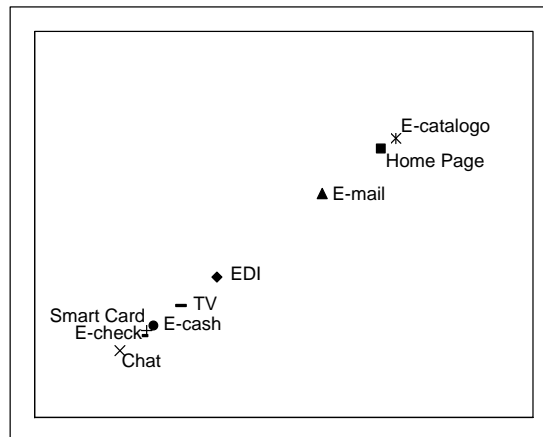 E-catalogo
Home Page
E-mail
EDI
TV
Smart Card
E-cash
E-check
Chat